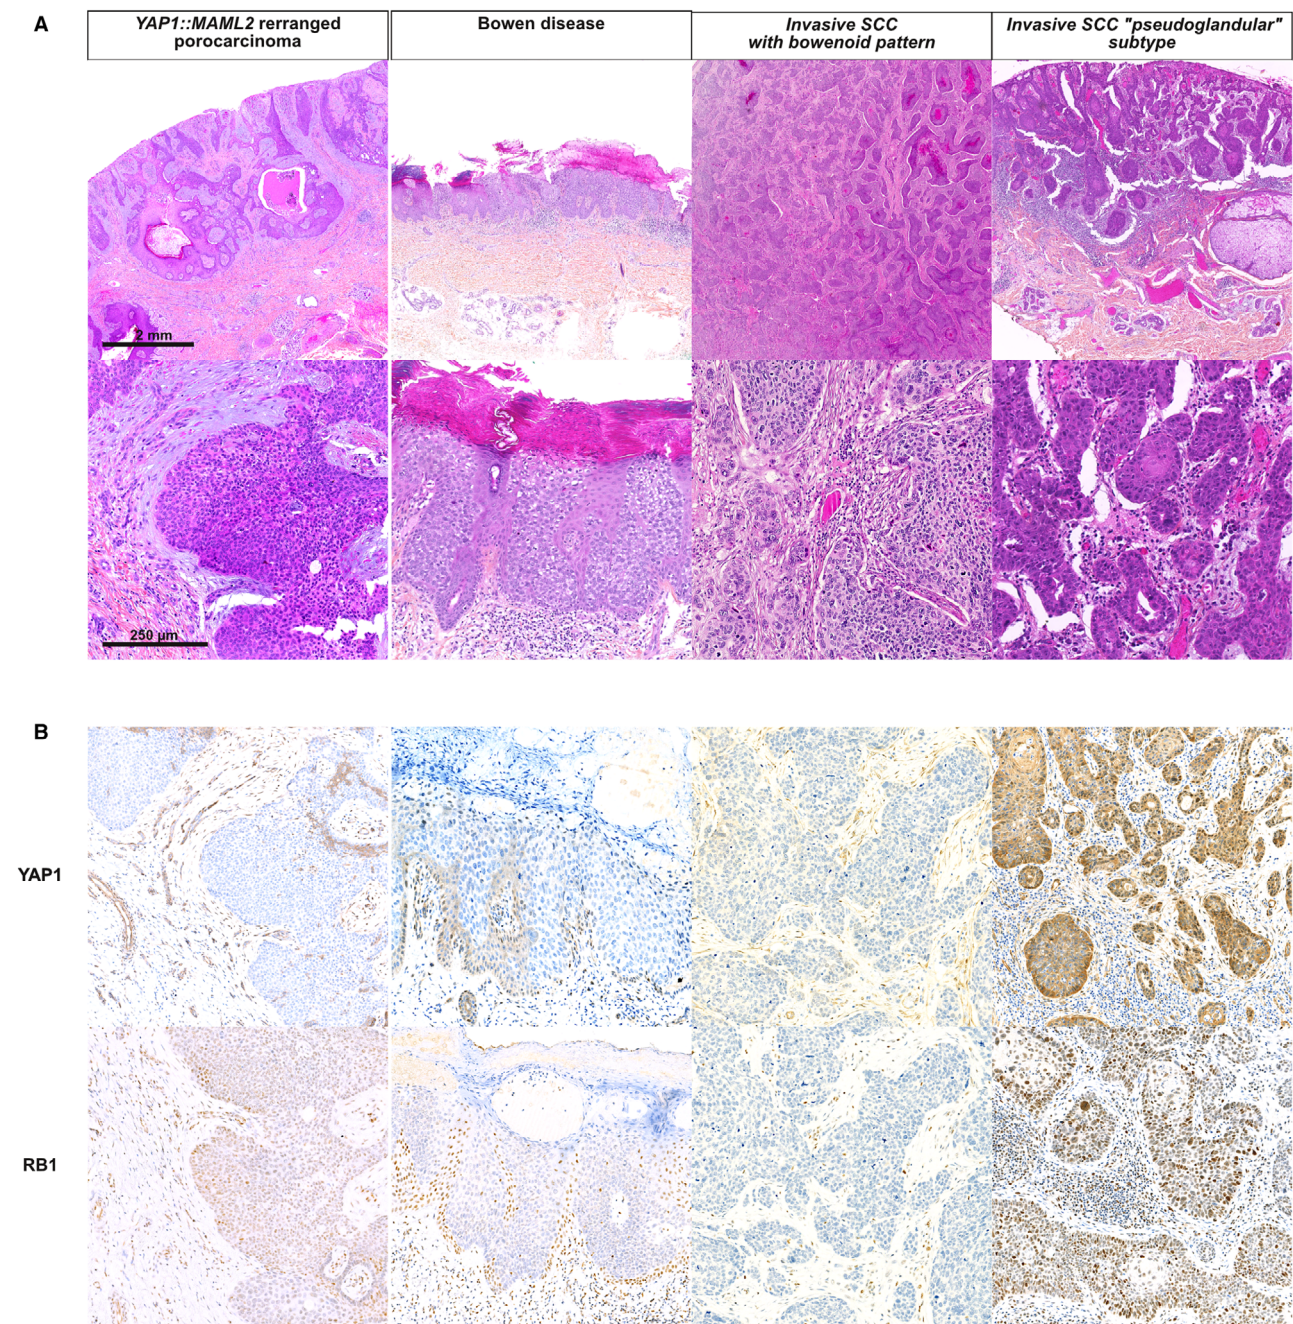 A
YAP1::MAML2 rerranged
porocarcinoma
Bowen disease
Invasive SCC
with bowenoid pattern
Invasive SCC "pseudoglandular"
subtype
2 mm
250 µm
B
YAP1
RB1